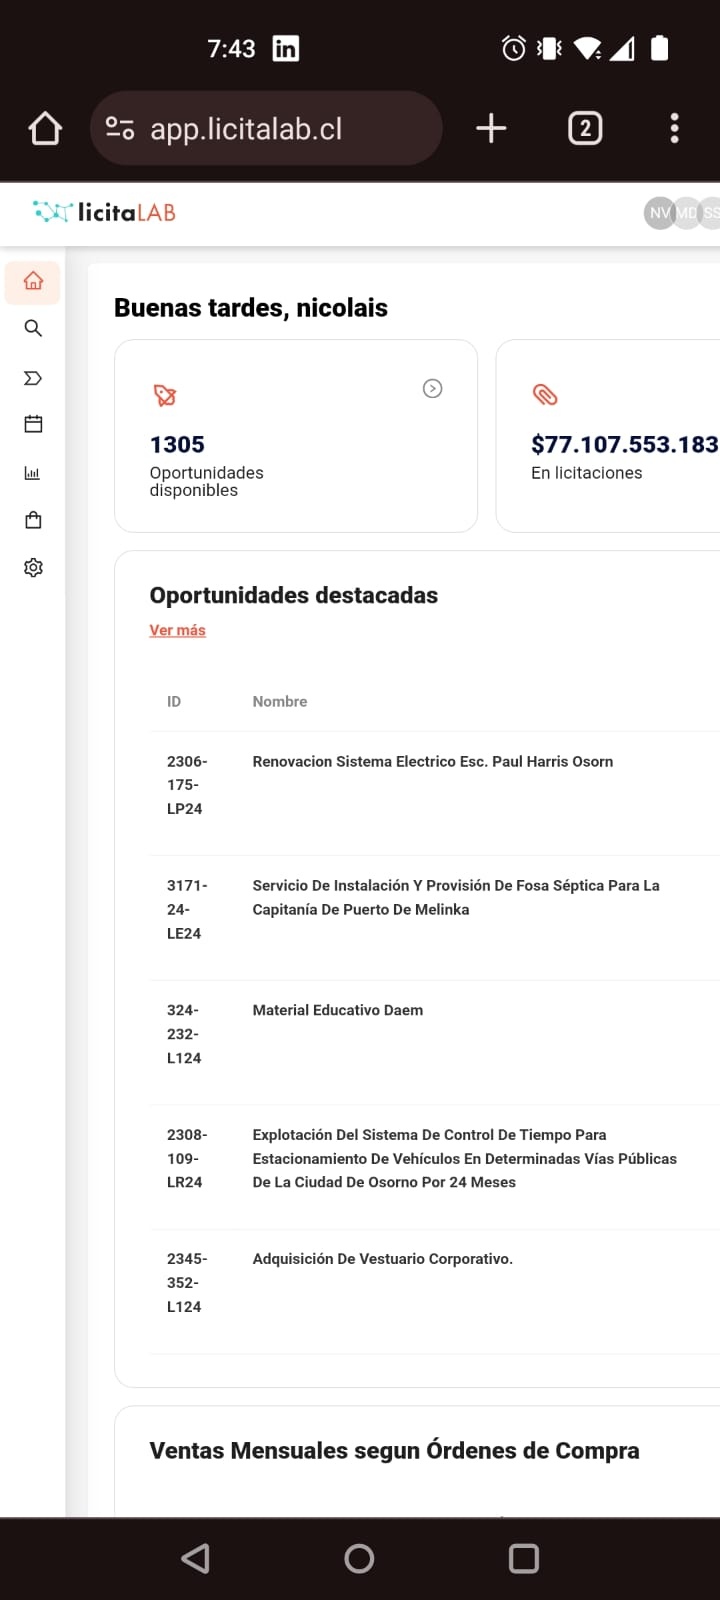 7:43
app.licitalab.cl
2
licitaLAB
NV MD SS
Buenas tardes, nicolais
1305
Oportunidades
disponibles
$77.107.553.183
En licitaciones
Oportunidades destacadas
Ver más
ID Nombre
2306-
175-
LP24
Renovacion Sistema Electrico Esc. Paul Harris Osorn
3171-
24-
LE24
Servicio De Instalación Y Provisión De Fosa Séptica Para La
Capitanía De Puerto De Melinka
324-
232-
L124
Material Educativo Daem
2308-
109-
LR24
Explotación Del Sistema De Control De Tiempo Para
Estacionamiento De Vehículos En Determinadas Vías Públicas
De La Ciudad De Osorno Por 24 Meses
2345-
352-
L124
Adquisición De Vestuario Corporativo.
Ventas Mensuales segun Órdenes de Compra